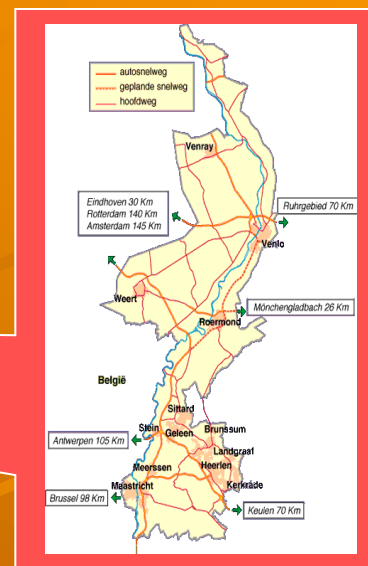 autosnelweg
geplande snelweg
hoofdweg
Venray
Eindhoven 30 Km
Rotterdam 140 Km
Amsterdam 145 Km
Ruhrgebied 70 Km
Venlo
Weert
Mönchengladbach 26 Km
Roermond
België
Sittard
Stein
Geleen
Brunssum
Antwerpen 105 Km
Landgraaf
Meerssen
Heerlen
Maastricht
Kerkrade
Brussel 98 Km
Keulen 70 Km